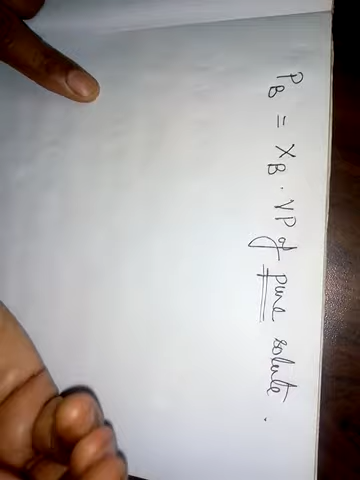 P_B = X_B . VP of pure solute .